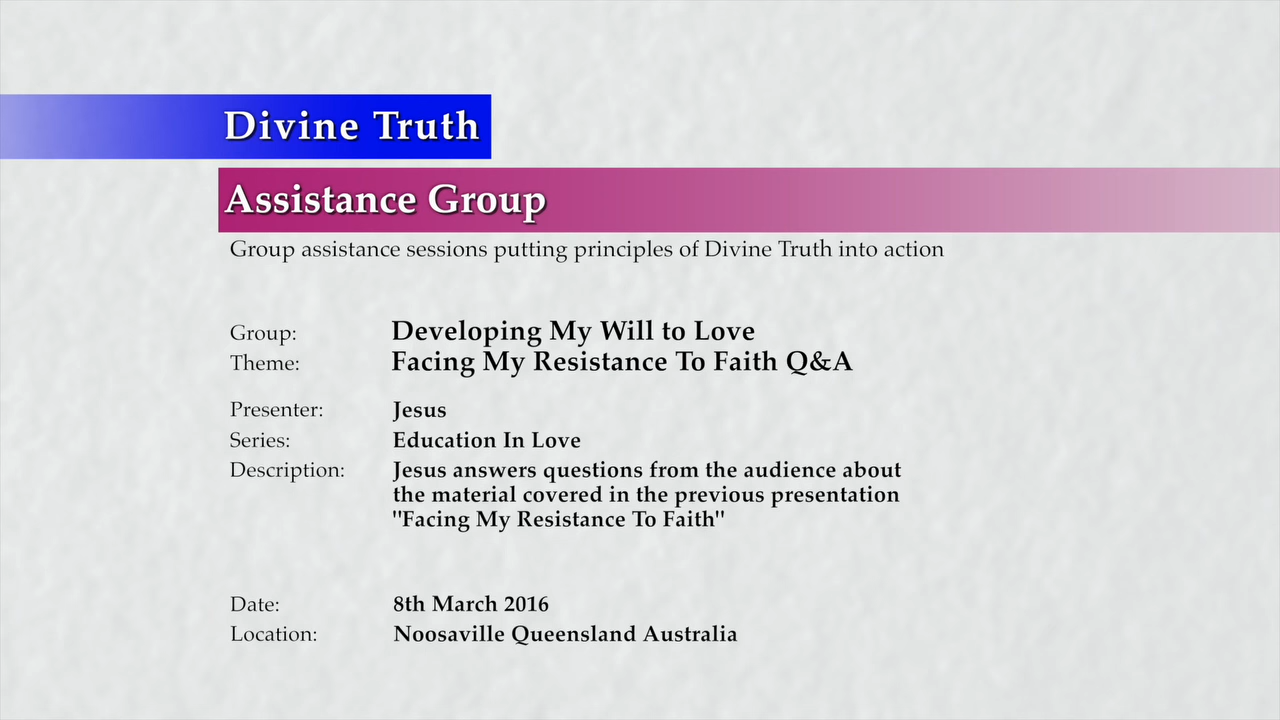 Divine Truth
Assistance Group
Group assistance sessions putting principles of Divine Truth into action
Group: Developing My Will to Love
Theme: Facing My Resistance To Faith Q&A
Presenter: Jesus
Series: Education In Love
Description: Jesus answers questions from the audience about
the material covered in the previous presentation
"Facing My Resistance To Faith"
Date: 8th March 2016
Location: Noosaville Queensland Australia